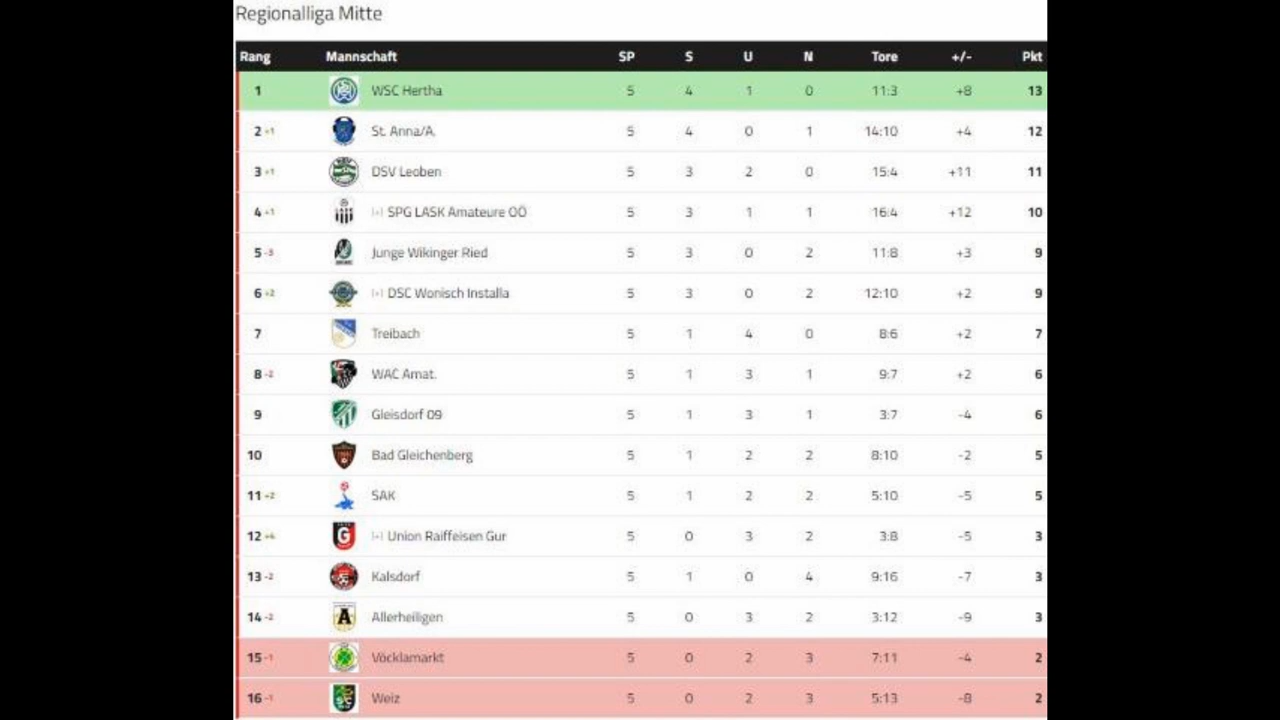 Regionalliga Mitte
Rang Mannschaft SP S U N Tore +/- Pkt
1 WSC Hertha 5 4 1 0 11:3 +8 13
2 +1 St. Anna/A. 5 4 0 1 14:10 +4 12
3 +1 DSV Leoben 5 3 2 0 15:4 +11 11
4 +1 SPG LASK Amateure OÖ 5 3 1 1 16:4 +12 10
5 -3 Junge Wikinger Ried 5 3 0 2 11:8 +3 9
6 +2 DSC Wonisch Installa 5 3 0 2 12:10 +2 9
7 Treibach 5 1 4 0 8:6 +2 7
8 -2 WAC Amat. 5 1 3 1 9:7 +2 6
9 Gleisdorf 09 5 1 3 1 3:7 -4 6
10 Bad Gleichenberg 5 1 2 2 8:10 -2 5
11 +2 SAK 5 1 2 2 5:10 -5 5
12 +4 Union Raiffeisen Gur 5 0 3 2 3:8 -5 3
13 -2 Kalsdorf 5 1 0 4 9:16 -7 3
14 -2 Allerheiligen 5 0 3 2 3:12 -9 3
15 -1 Vöcklamarkt 5 0 2 3 7:11 -4 2
16 -1 Weiz 5 0 2 3 5:13 -8 2